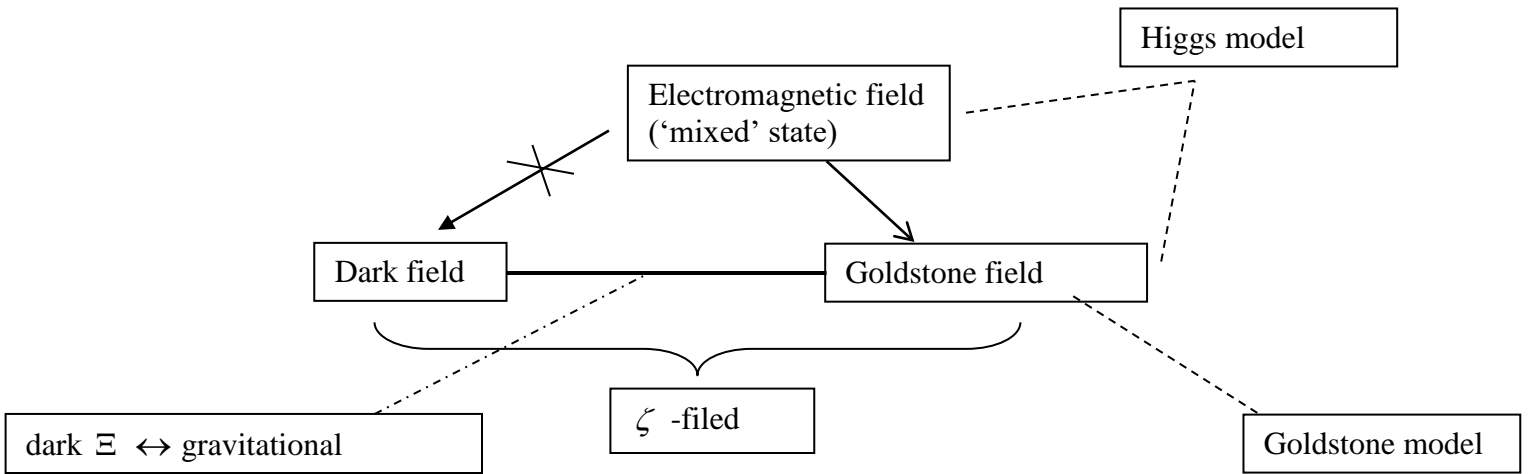 Higgs model
Electromagnetic field
(‘mixed’ state)
Dark field
Goldstone field
ζ -filed
dark Ξ ↔ gravitational
Goldstone model